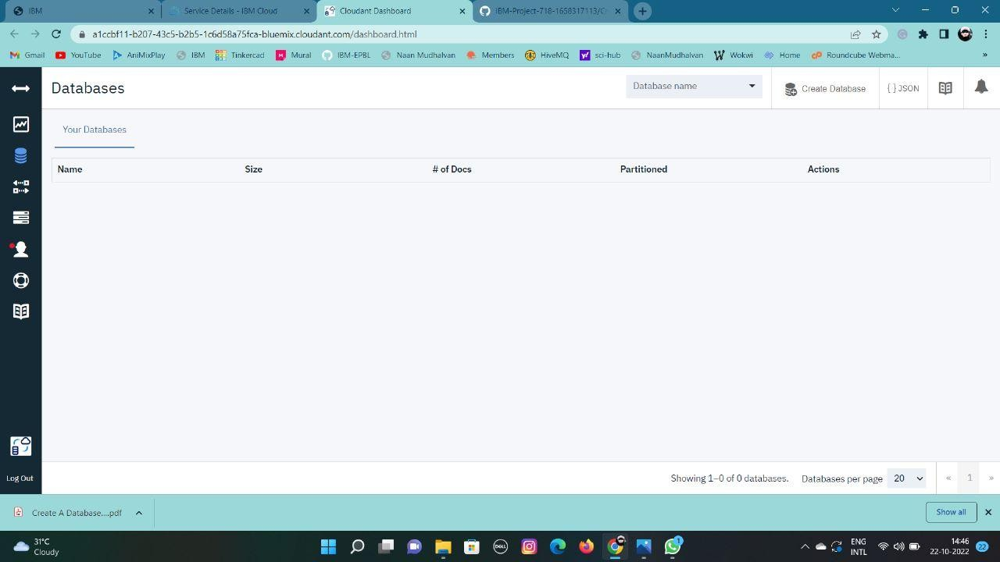 IBM
Service Details - IBM Cloud
Cloudant Dashboard
IBM-Project-718-1658317113/Cr
a1ccbf11-b207-43c5-b2b5-1c6d58a75fca-bluemix.cloudant.com/dashboard.html
Gmail
YouTube
AniMixPlay
IBM
Tinkercad
Mural
IBM-EPBL
Naan Mudhalvan
Members
HiveMQ
sci-hub
NaanMudhalvan
Wokwi
Home
Roundcube Webma...
»
Databases
Database name
Create Database
{ } JSON
Your Databases
Name Size # of Docs Partitioned Actions
Log Out
Showing 1–0 of 0 databases.
Databases per page 20
« 1 »
Create A Database....pdf
Show all
31°C
Cloudy
DELL
1
ENG
INTL
14:46
22-10-2022
22